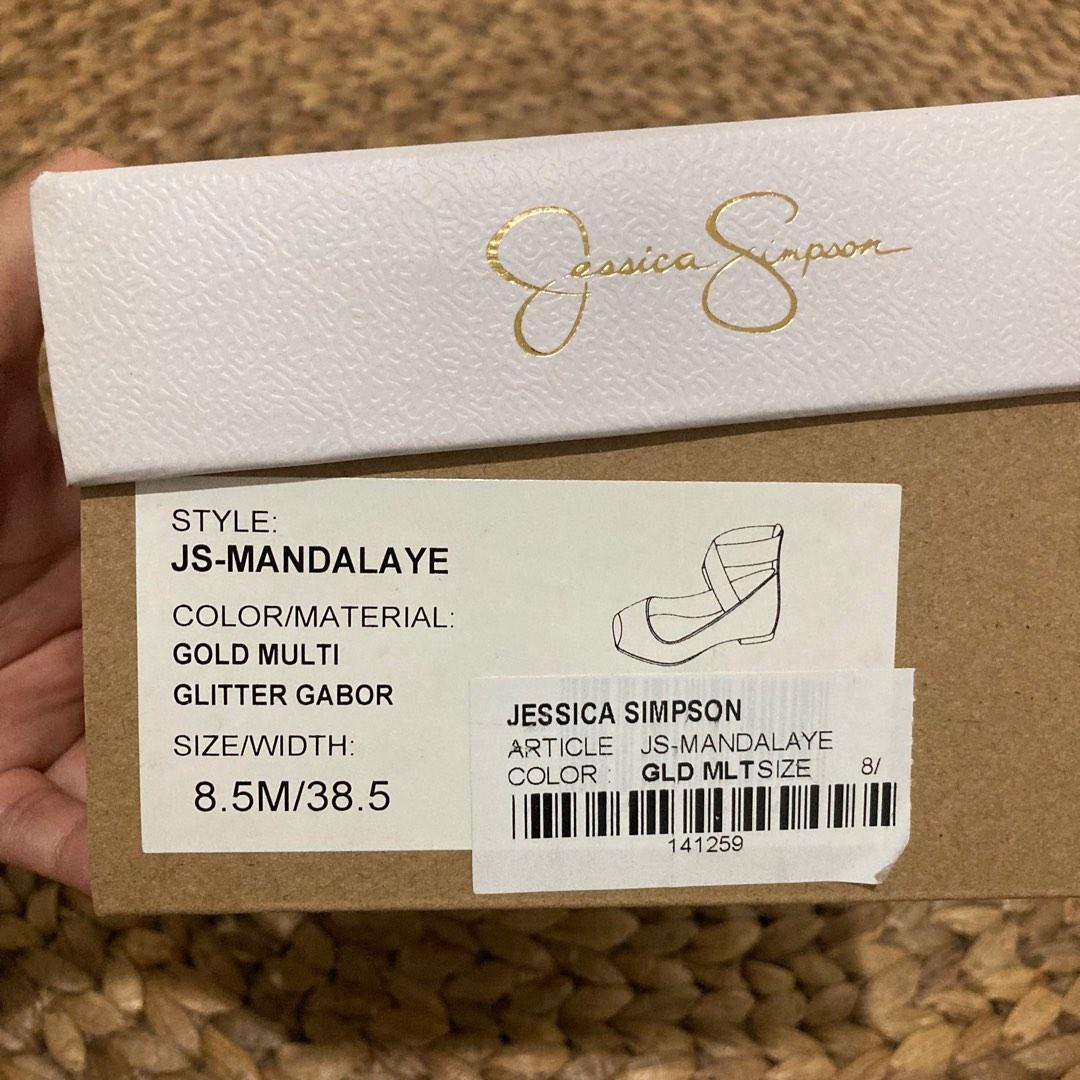 Jessica Simpson
STYLE:
JS-MANDALAYE
COLOR/MATERIAL:
GOLD MULTI
GLITTER GABOR
SIZE/WIDTH:
8.5M/38.5
JESSICA SIMPSON
ARTICLE JS-MANDALAYE
COLOR : GLD MLT SIZE 8/
141259